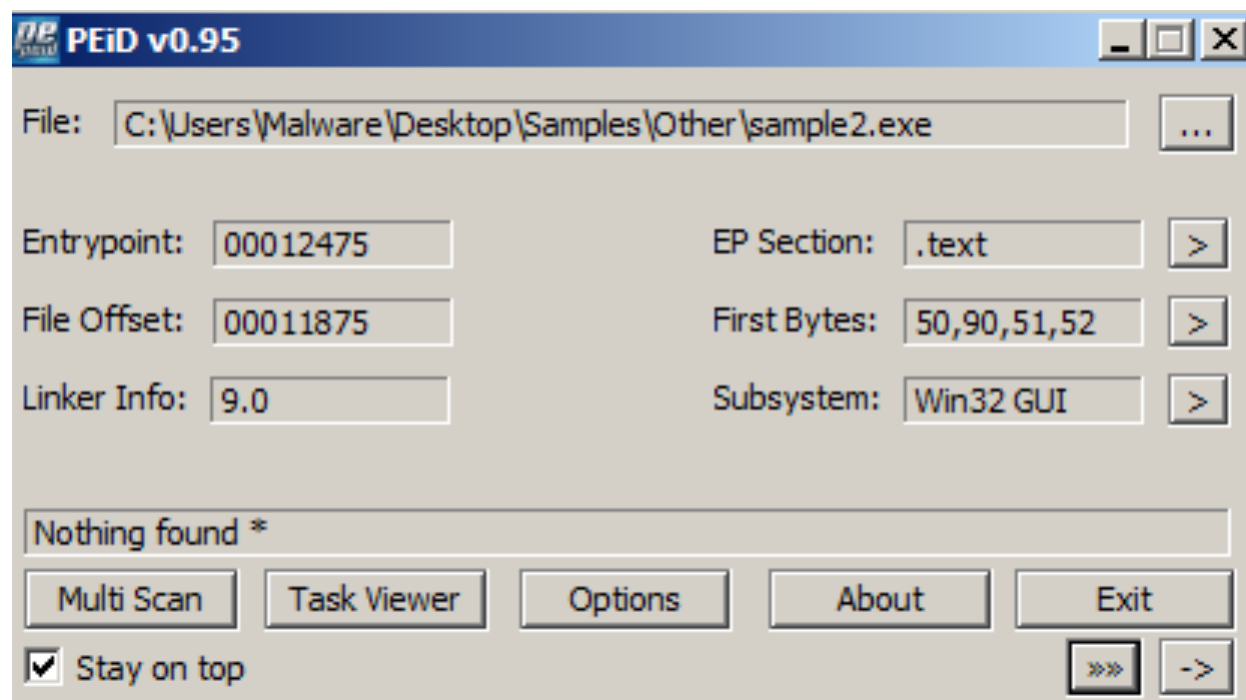 PEiD v0.95
File: C:\Users\Malware\Desktop\Samples\Other\sample2.exe ...
Entrypoint: 00012475 EP Section: .text >
File Offset: 00011875 First Bytes: 50,90,51,52 >
Linker Info: 9.0 Subsystem: Win32 GUI >
Nothing found *
Multi Scan Task Viewer Options About Exit
Stay on top »» ->